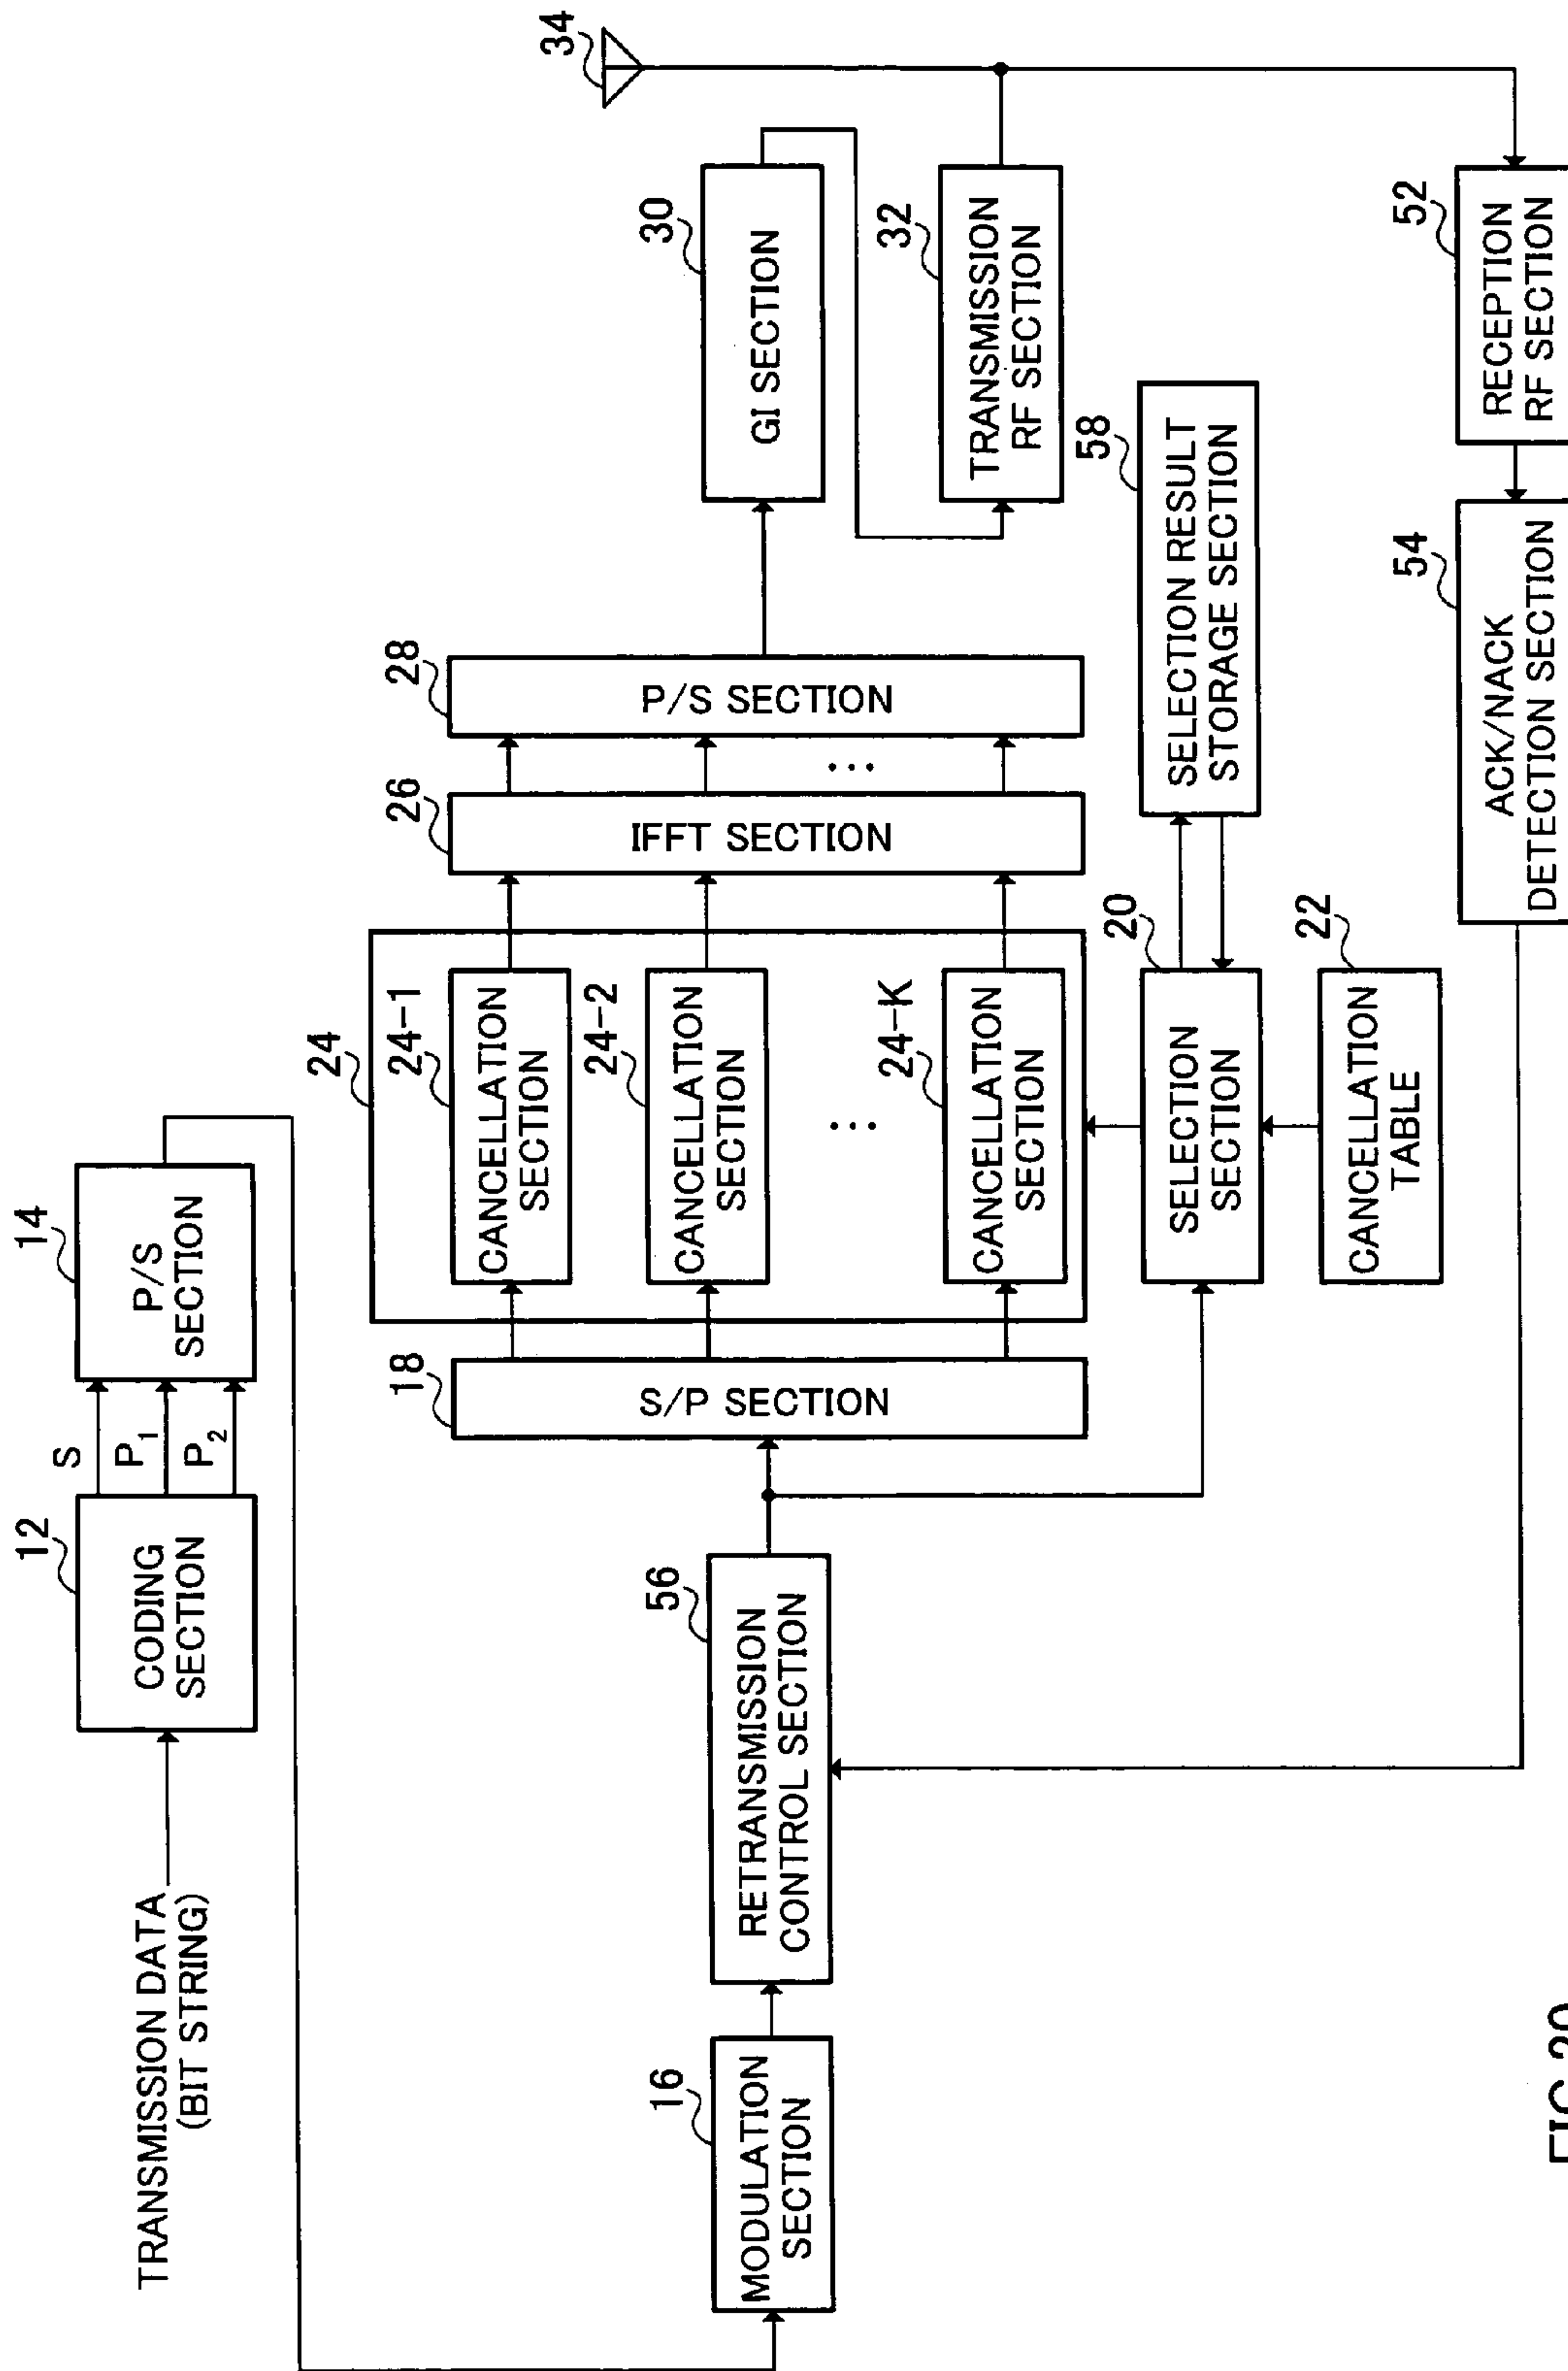 TRANSMISSION DATA
(BIT STRING)
12
CODING
SECTION
S
P1
P2
14
P/S
SECTION
16
MODULATION
SECTION
56
RETRANSMISSION
CONTROL SECTION
18
S/P SECTION
24
24-1
CANCELLATION
SECTION
24-2
CANCELLATION
SECTION
...
24-K
CANCELLATION
SECTION
26
IFFT SECTION
...
28
P/S SECTION
30
GI SECTION
34
32
TRANSMISSION
RF SECTION
20
SELECTION
SECTION
58
SELECTION RESULT
STORAGE SECTION
22
CANCELLATION
TABLE
54
ACK/NACK
DETECTION SECTION
52
RECEPTION
RF SECTION